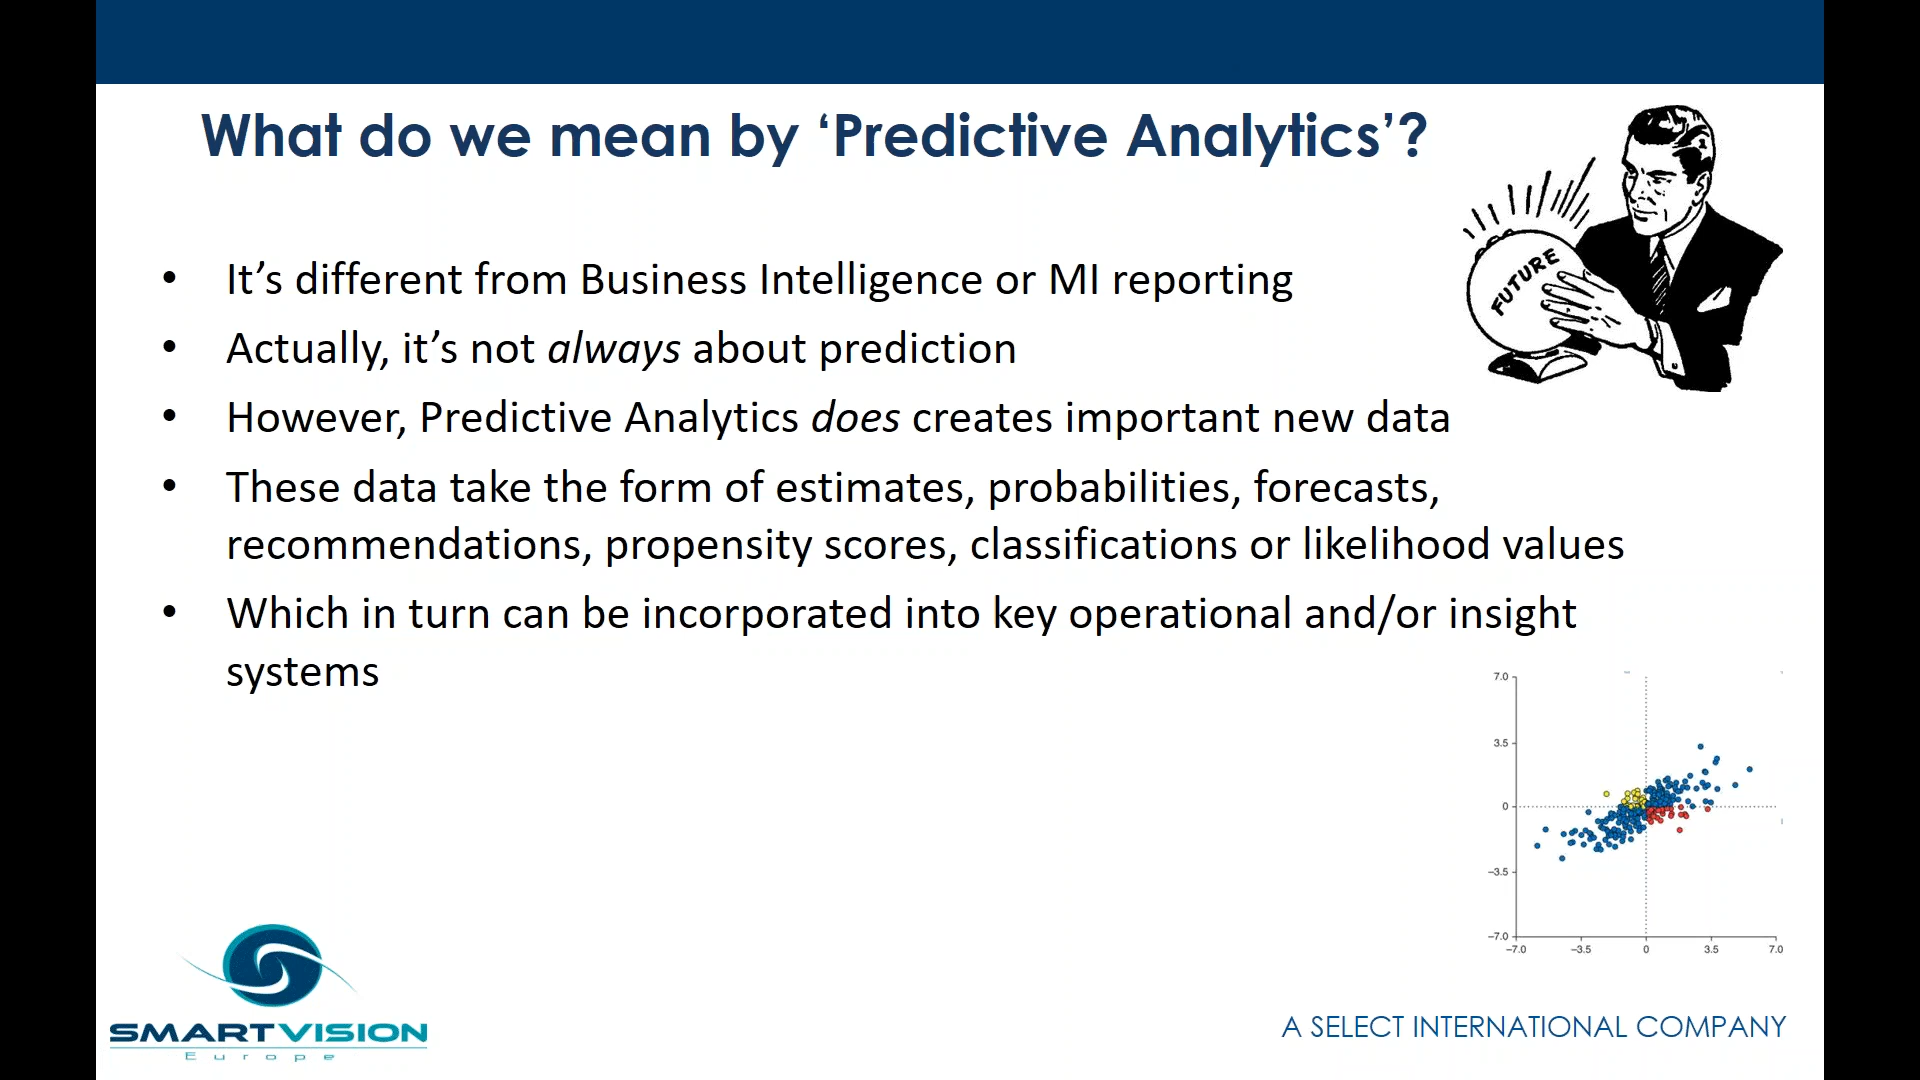 What do we mean by ‘Predictive Analytics’?
FUTURE
• It’s different from Business Intelligence or MI reporting
• Actually, it’s not always about prediction
• However, Predictive Analytics does creates important new data
• These data take the form of estimates, probabilities, forecasts,
recommendations, propensity scores, classifications or likelihood values
• Which in turn can be incorporated into key operational and/or insight
systems
7.0
3.5
0
−3.5
−7.0
−7.0 −3.5 0 3.5 7.0
SMARTVISION
Europe
A SELECT INTERNATIONAL COMPANY